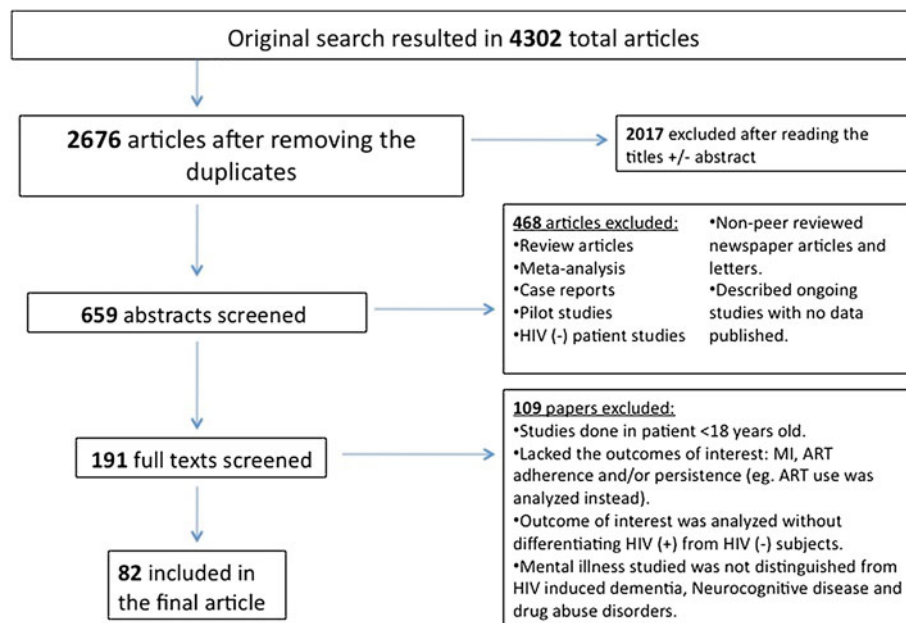 Original search resulted in 4302 total articles
2676 articles after removing the
duplicates
2017 excluded after reading the
titles +/- abstract
659 abstracts screened
468 articles excluded:
•Review articles
•Meta-analysis
•Case reports
•Pilot studies
•HIV (-) patient studies
•Non-peer reviewed
newspaper articles and
letters.
•Described ongoing
studies with no data
published.
191 full texts screened
109 papers excluded:
•Studies done in patient <18 years old.
•Lacked the outcomes of interest: MI, ART
adherence and/or persistence (eg. ART use was
analyzed instead).
•Outcome of interest was analyzed without
differentiating HIV (+) from HIV (-) subjects.
•Mental illness studied was not distinguished from
HIV induced dementia, Neurocognitive disease and
drug abuse disorders.
82 included in
the final article